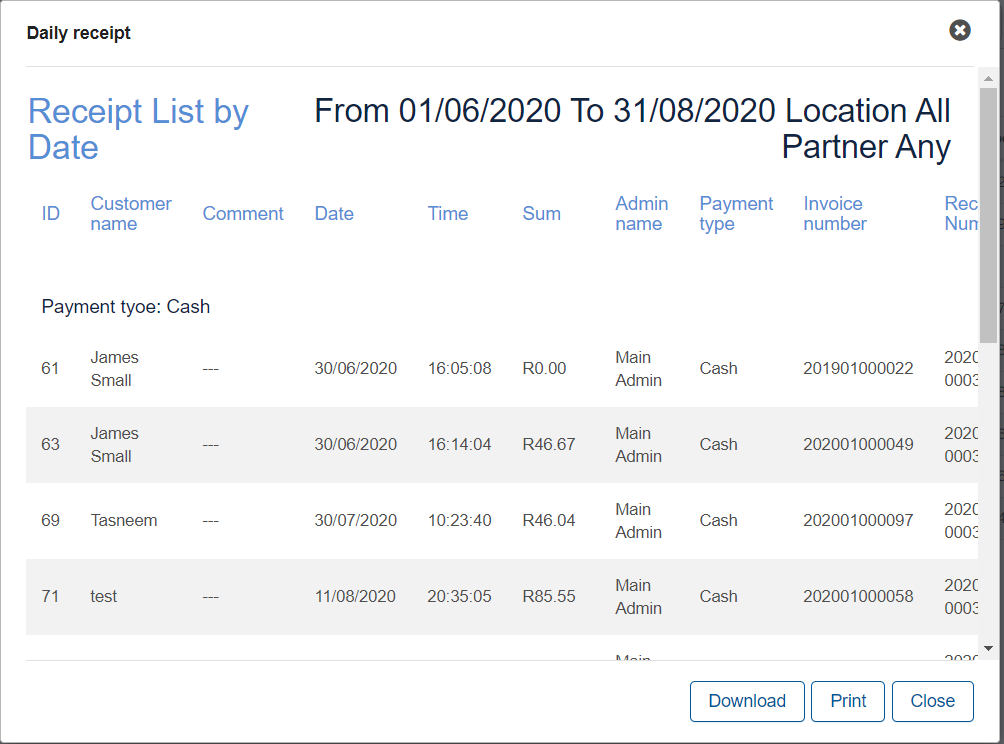 Daily receipt
Receipt List by
Date
From 01/06/2020 To 31/08/2020 Location All
Partner Any
ID Customer name Comment Date Time Sum Admin name Payment type Invoice number Rec Num
Payment tyoe: Cash
61 James Small --- 30/06/2020 16:05:08 R0.00 Main Admin Cash 201901000022 2020 0003
63 James Small --- 30/06/2020 16:14:04 R46.67 Main Admin Cash 202001000049 2020 0003
69 Tasneem --- 30/07/2020 10:23:40 R46.04 Main Admin Cash 202001000097 2020 0003
71 test --- 11/08/2020 20:35:05 R85.55 Main Admin Cash 202001000058 2020 0003
Download Print Close